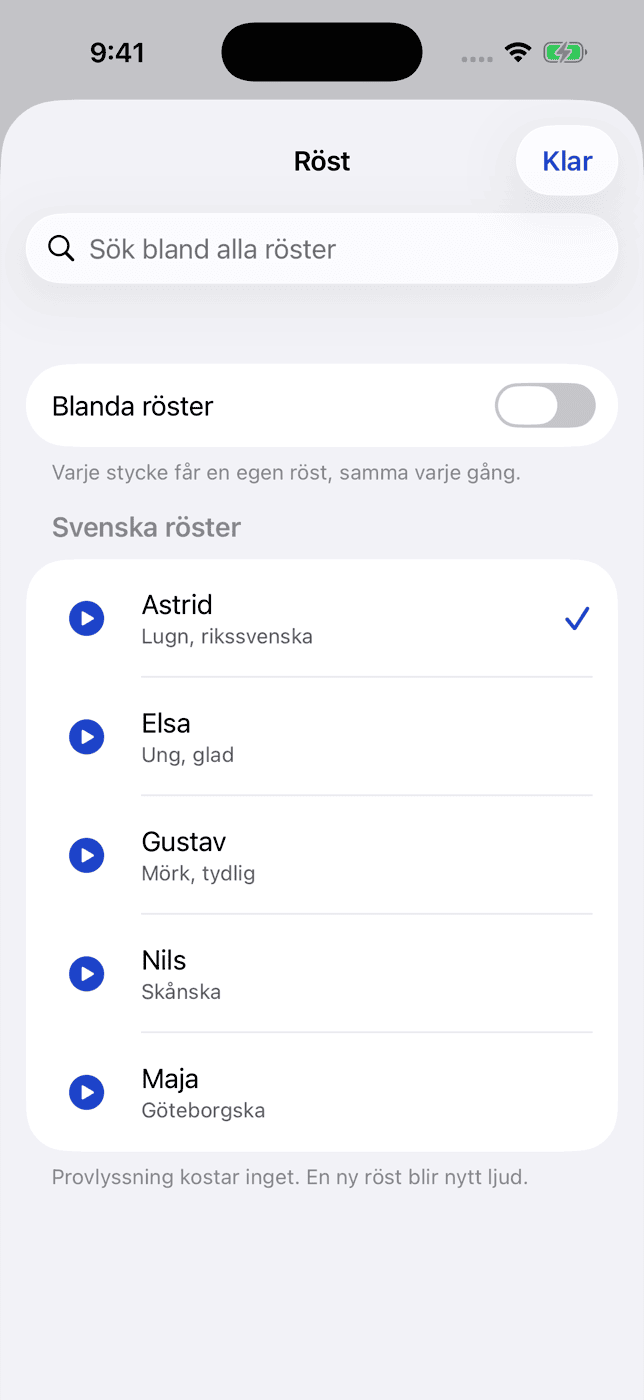 9:41
Röst
Klar
Sök bland alla röster
Blanda röster
Varje stycke får en egen röst, samma varje gång.
Svenska röster
Astrid
Lugn, rikssvenska
Elsa
Ung, glad
Gustav
Mörk, tydlig
Nils
Skånska
Maja
Göteborgska
Provlyssning kostar inget. En ny röst blir nytt ljud.